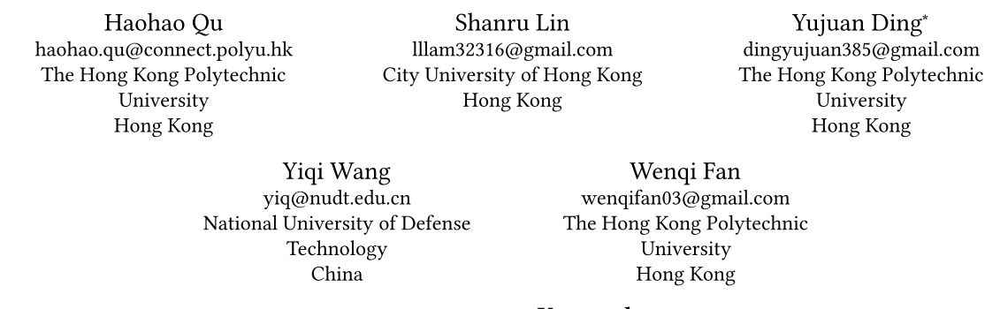 Haohao Qu
haohao.qu@connect.polyu.hk
The Hong Kong Polytechnic
University
Hong Kong
Shanru Lin
lllam32316@gmail.com
City University of Hong Kong
Hong Kong
Yujuan Ding*
dingyujuan385@gmail.com
The Hong Kong Polytechnic
University
Hong Kong
Yiqi Wang
yiq@nudt.edu.cn
National University of Defense
Technology
China
Wenqi Fan
wenqifan03@gmail.com
The Hong Kong Polytechnic
University
Hong Kong